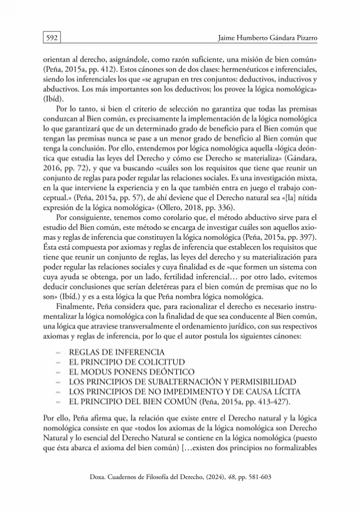 592
Jaime Humberto Gándara Pizarro
orientan al derecho, asignándole, como razón suficiente, una misión de bien común»
(Peña, 2015a, pp. 412). Estos cánones son de dos clases: hermenéuticos e inferenciales,
siendo los inferenciales los que «se agrupan en tres conjuntos: deductivos, inductivos y
abductivos. Los más importantes son los deductivos; los provee la lógica nomológica»
(Ibíd).
Por lo tanto, si bien el criterio de selección no garantiza que todas las premisas
conduzcan al Bien común, es precisamente la implementación de la lógica nomológica
lo que garantizará que de un determinado grado de beneficio para el Bien común que
tengan las premisas nunca se pase a un menor grado de beneficio al Bien común que
tenga la conclusión. Por ello, entendemos por lógica nomológica aquella «lógica deón-
tica que estudia las leyes del Derecho y cómo ese Derecho se materializa» (Gándara,
2016, pp. 72), y que va buscando «cuáles son los requisitos que tiene que reunir un
conjunto de reglas para poder regular las relaciones sociales. Es una investigación mixta,
en la que interviene la experiencia y en la que también entra en juego el trabajo con-
ceptual.» (Peña, 2015a, pp. 57), de ahí deviene que el Derecho natural sea «[la] nítida
expresión de la lógica nomológica» (Ollero, 2018, pp. 336).
Por consiguiente, tenemos como corolario que, el método abductivo sirve para el
estudio del Bien común, este método se encarga de investigar cuáles son aquellos axio-
mas y reglas de inferencia que constituyen la lógica nomológica (Peña, 2015a, pp. 397).
Ésta está compuesta por axiomas y reglas de inferencia que establecen los requisitos que
tiene que reunir un conjunto de reglas, las leyes del derecho y su materialización para
poder regular las relaciones sociales y cuya finalidad es de «que formen un sistema con
cuya ayuda se obtenga, por un lado, fertilidad inferencial… por otro lado, evitemos
deducir conclusiones que serían deletéreas para el bien común de premisas que no lo
son» (Ibíd.) y es a esta lógica la que Peña nombra lógica nomológica.
Finalmente, Peña considera que, para racionalizar el derecho es necesario instru-
mentalizar la lógica nomológica con la finalidad de que sea conducente al Bien común,
una lógica que atraviese transversalmente el ordenamiento jurídico, con sus respectivos
axiomas y reglas de inferencia, por lo que el autor postula los siguientes cánones:
– REGLAS DE INFERENCIA
– EL PRINCIPIO DE COLICITUD
– EL MODUS PONENS DEÓNTICO
– LOS PRINCIPIOS DE SUBALTERNACIÓN Y PERMISIBILIDAD
– LOS PRINCIPIOS DE NO IMPEDIMENTO Y DE CAUSA LÍCITA
– EL PRINCIPIO DEL BIEN COMÚN (Peña, 2015a, pp. 413-427).
Por ello, Peña afirma que, la relación que existe entre el Derecho natural y la lógica
nomológica consiste en que «todos los axiomas de la lógica nomológica son Derecho
Natural y lo esencial del Derecho Natural se contiene en la lógica nomológica (puesto
que ésta abarca el axioma del bien común) […existen dos principios no formalizables
Doxa. Cuadernos de Filosofía del Derecho, (2024), 48, pp. 581-603